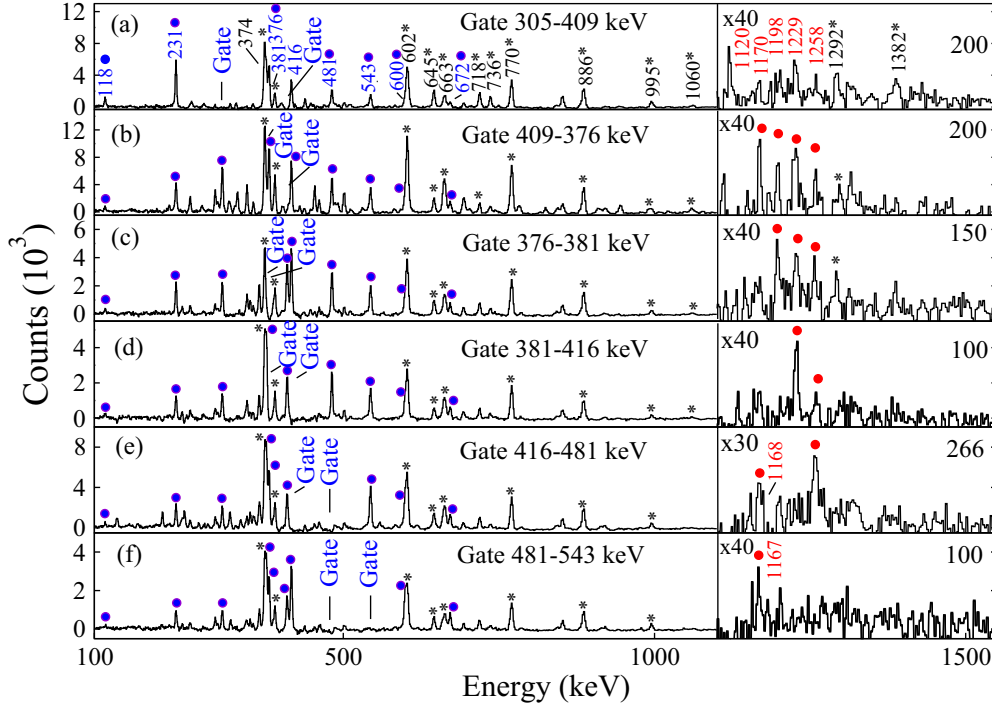 (a)
Gate 305-409 keV
118
231
Gate
374
*
376
381
*
416
Gate
481
543
600
602*
645*
663*
672
718*
736*
770*
886*
995*
1060*
x40
1120
1170
1198
1229
1258
1292*
1382*
200
12
8
4
0
(b)
Gate 409-376 keV
* Gate
* Gate
* * * * * * * *
x40
*
200
12
8
4
0
(c)
Gate 376-381 keV
* Gate
* Gate
* * * * * * *
x40
*
150
6
4
2
0
(d)
Gate 381-416 keV
* Gate
* Gate
* * * * * * *
x40
100
4
2
0
(e)
Gate 416-481 keV
* * Gate
Gate
* * * * * *
x30
1168
266
8
4
0
(f)
Gate 481-543 keV
* * Gate
Gate
* * * * * *
x40
1167
100
4
2
0
Counts (10³)
100
500
1000
1500
Energy (keV)